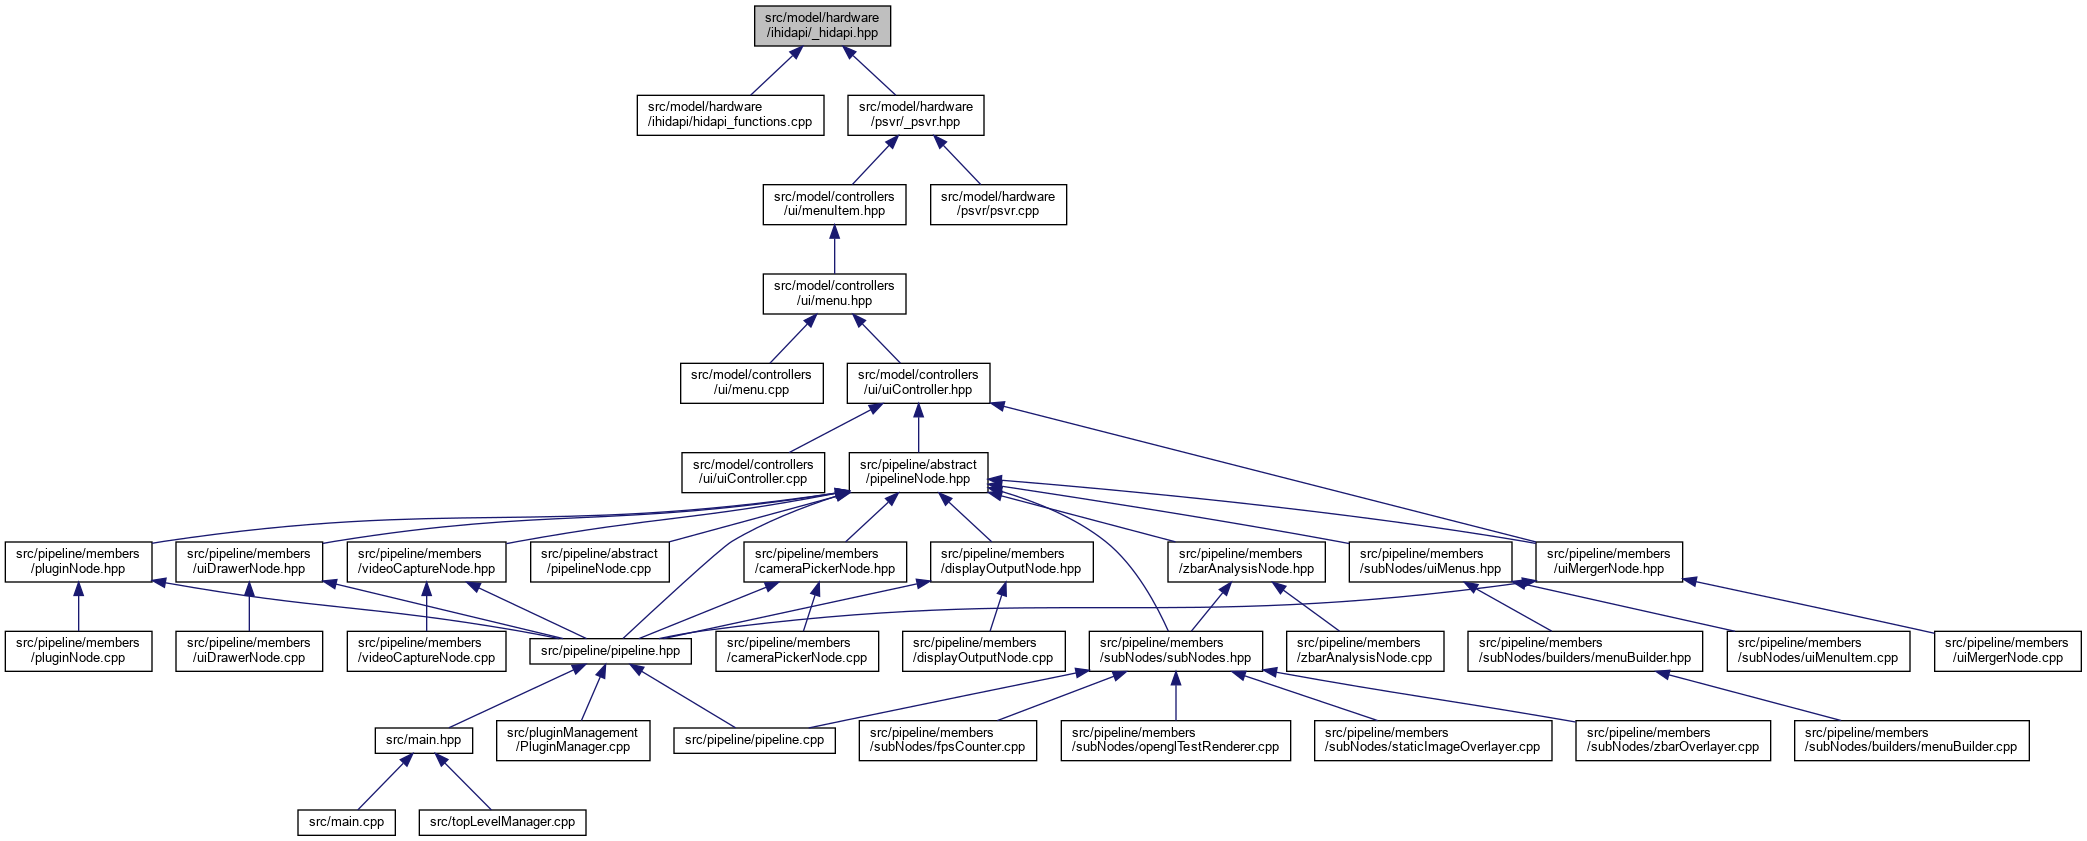 src/model/hardware
/ihidapi/_hidapi.hpp
src/model/hardware
/ihidapi/hidapi_functions.cpp
src/model/hardware
/psvr/_psvr.hpp
src/model/controllers
/ui/menuItem.hpp
src/model/hardware
/psvr/psvr.cpp
src/model/controllers
/ui/menu.hpp
src/model/controllers
/ui/menu.cpp
src/model/controllers
/ui/uiController.hpp
src/model/controllers
/ui/uiController.cpp
src/pipeline/abstract
/pipelineNode.hpp
src/pipeline/members
/pluginNode.hpp
src/pipeline/members
/uiDrawerNode.hpp
src/pipeline/members
/videoCaptureNode.hpp
src/pipeline/abstract
/pipelineNode.cpp
src/pipeline/members
/cameraPickerNode.hpp
src/pipeline/members
/displayOutputNode.hpp
src/pipeline/members
/zbarAnalysisNode.hpp
src/pipeline/members
/subNodes/uiMenus.hpp
src/pipeline/members
/uiMergerNode.hpp
src/pipeline/members
/pluginNode.cpp
src/pipeline/members
/uiDrawerNode.cpp
src/pipeline/members
/videoCaptureNode.cpp
src/pipeline/pipeline.hpp
src/pipeline/members
/cameraPickerNode.cpp
src/pipeline/members
/displayOutputNode.cpp
src/pipeline/members
/subNodes/subNodes.hpp
src/pipeline/members
/zbarAnalysisNode.cpp
src/pipeline/members
/subNodes/builders/menuBuilder.hpp
src/pipeline/members
/subNodes/uiMenuItem.cpp
src/pipeline/members
/uiMergerNode.cpp
src/main.hpp
src/pluginManagement
/PluginManager.cpp
src/pipeline/pipeline.cpp
src/pipeline/members
/subNodes/fpsCounter.cpp
src/pipeline/members
/subNodes/openglTestRenderer.cpp
src/pipeline/members
/subNodes/staticImageOverlayer.cpp
src/pipeline/members
/subNodes/zbarOverlayer.cpp
src/pipeline/members
/subNodes/builders/menuBuilder.cpp
src/main.cpp
src/topLevelManager.cpp